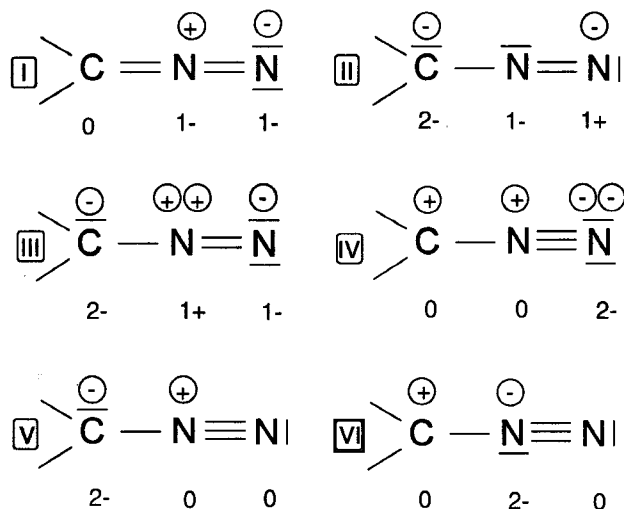 ⊕ ⊖ ⊖ ⊖
I C = N = N II C — N = N|
0 1- 1- 2- 1- 1+
⊖ ⊕⊕ ⊖ ⊕ ⊕ ⊖⊖
III C — N = N IV C — N ≡ N
2- 1+ 1- 0 0 2-
⊖ ⊕ ⊕ ⊖
V C — N ≡ N| VI C — N ≡ N|
2- 0 0 0 2- 0